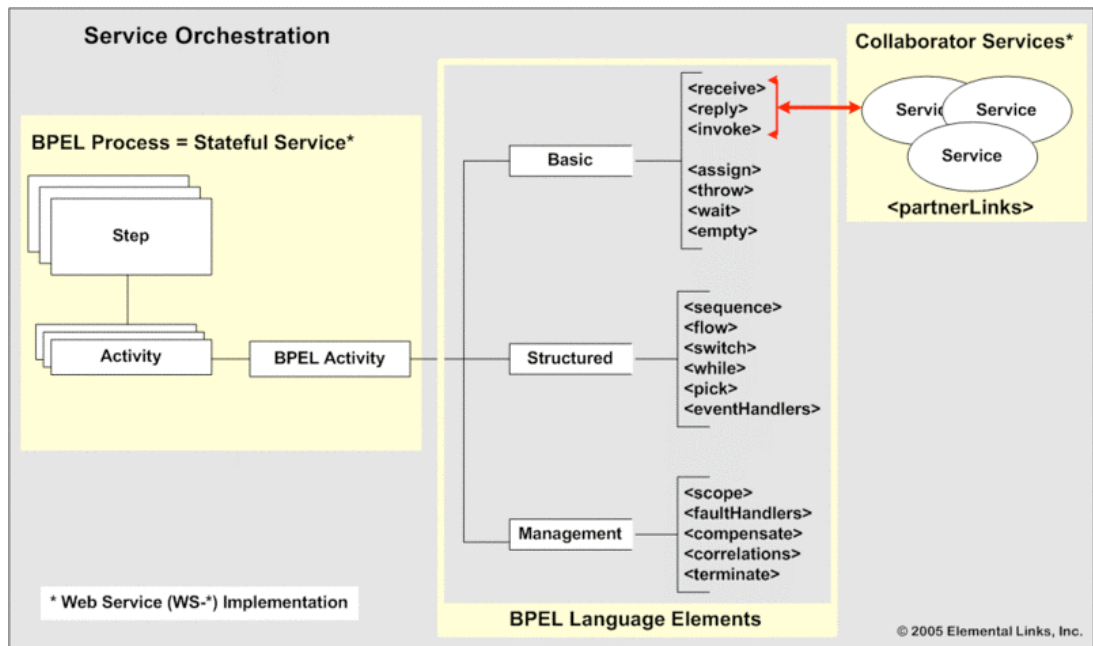 Service Orchestration
BPEL Process = Stateful Service*
Step
Activity
BPEL Activity
Basic
<receive>
<reply>
<invoke>
<assign>
<throw>
<wait>
<empty>
Structured
<sequence>
<flow>
<switch>
<while>
<pick>
<eventHandlers>
Management
<scope>
<faultHandlers>
<compensate>
<correlations>
<terminate>
BPEL Language Elements
Collaborator Services*
Service
Service
<partnerLinks>
* Web Service (WS-*) Implementation
© 2005 Elemental Links, Inc.